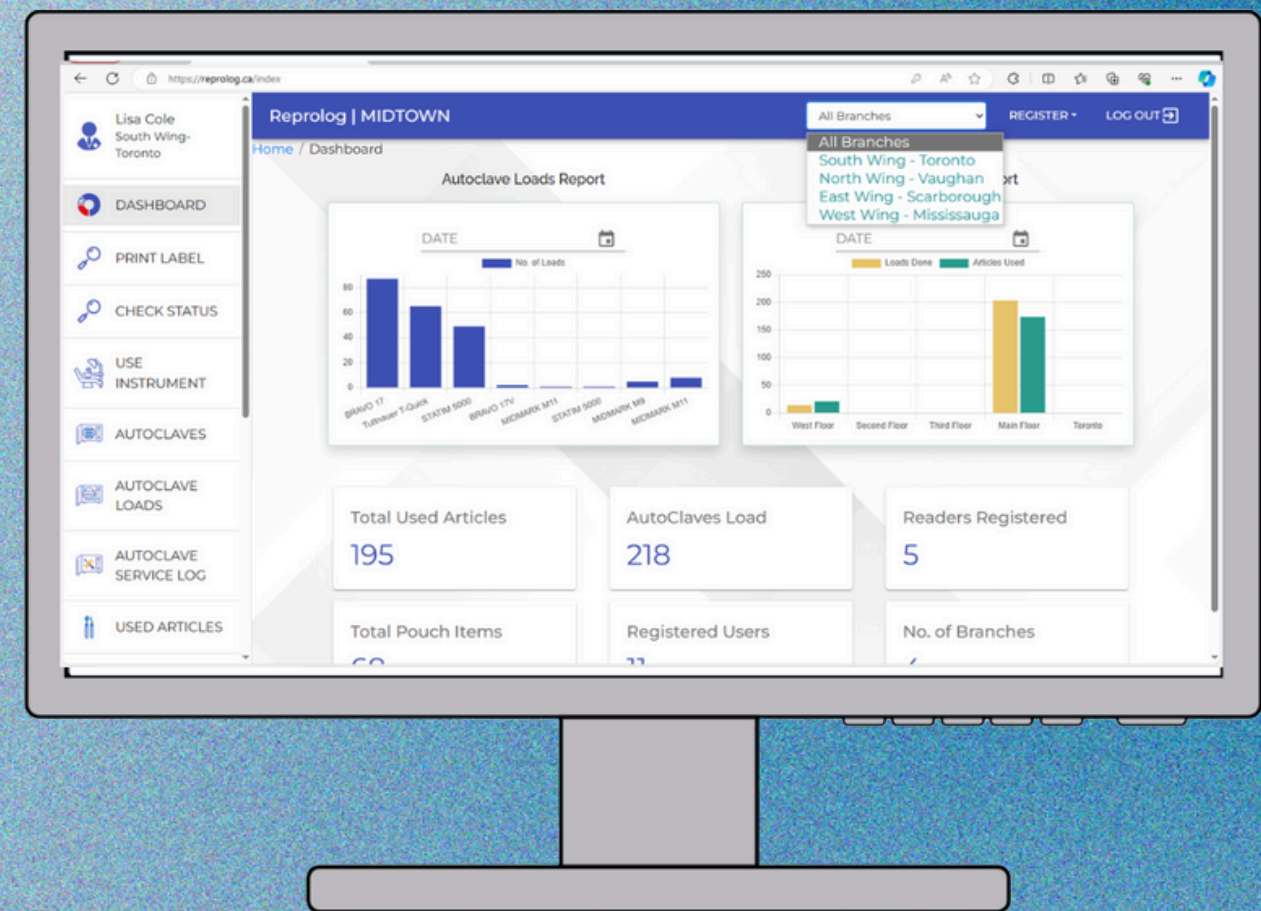 https://reprolog.ca/index
Lisa Cole
South Wing-
Toronto
DASHBOARD
PRINT LABEL
CHECK STATUS
USE
INSTRUMENT
AUTOCLAVES
AUTOCLAVE
LOADS
AUTOCLAVE
SERVICE LOG
USED ARTICLES
Reprolog | MIDTOWN
All Branches
REGISTER
LOG OUT
All Branches
South Wing - Toronto
North Wing - Vaughan
East Wing - Scarborough
West Wing - Mississauga
Home / Dashboard
Autoclave Loads Report
DATE
No. of Loads
80
60
40
20
0
BRAVO 17
Tuttnauer T-Quick
STATIM 5000
BRAVO 17V
MIDMARK M11
STATIM 5000
MIDMARK M9
MIDMARK M11
DATE
Loads Done
Articles Used
250
200
150
100
50
0
West Floor
Second Floor
Third Floor
Main Floor
Toronto
Total Used Articles
195
AutoClaves Load
218
Readers Registered
5
Total Pouch Items
Registered Users
No. of Branches